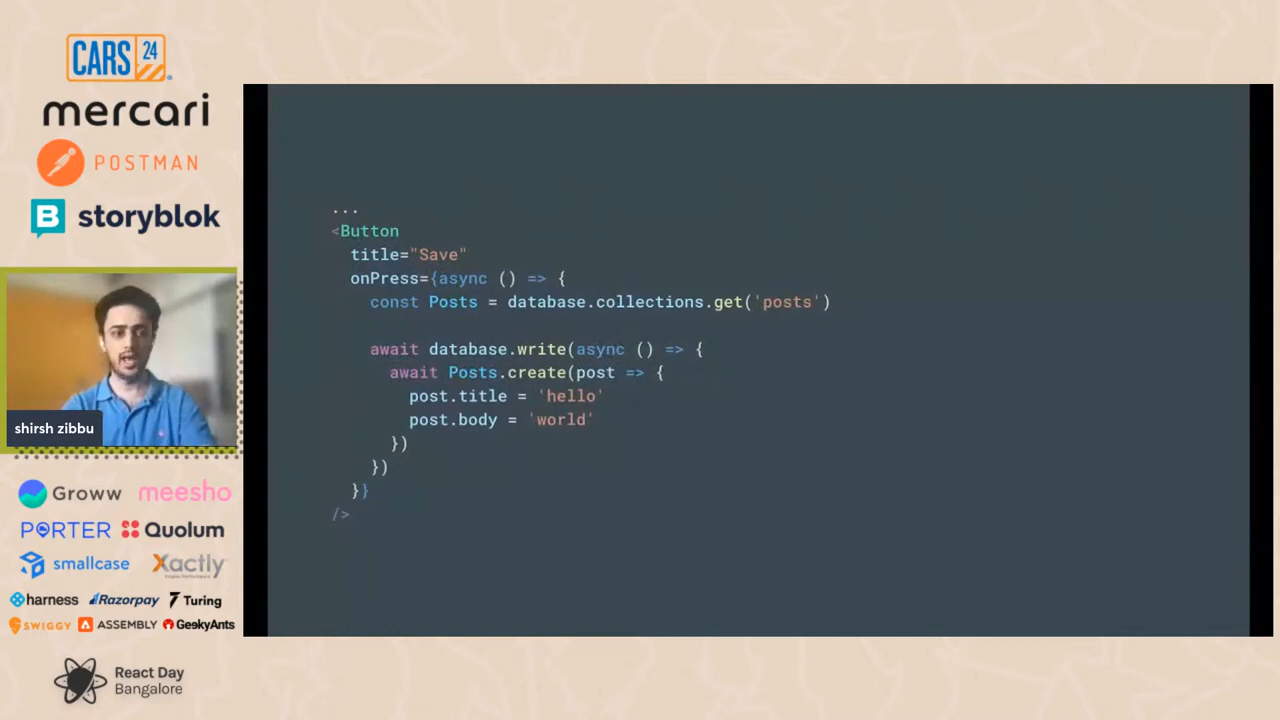 CARS 24
mercari
POSTMAN
B storyblok
shirsh zibbu
Groww meesho
PORTER Quolum
smallcase Xactly
harness Razorpay Turing
SWIGGY ASSEMBLY GeekyAnts
React Day
Bangalore
...
<Button
title="Save"
onPress={async () => {
const Posts = database.collections.get('posts')
await database.write(async () => {
await Posts.create(post => {
post.title = 'hello'
post.body = 'world'
})
})
}}
/>